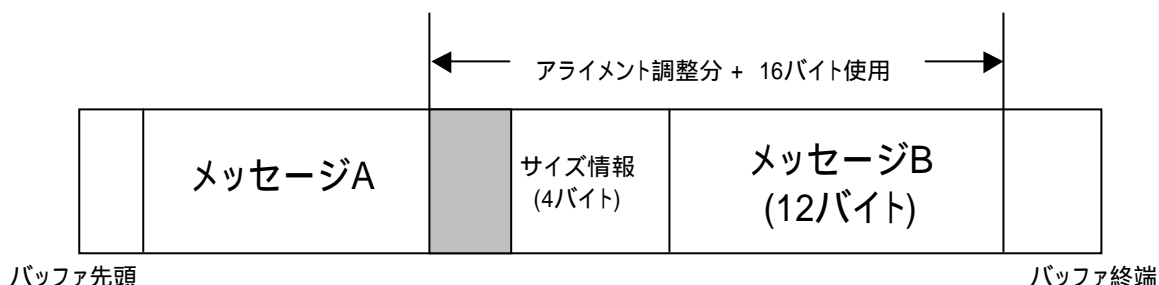 アライメント調整分 + 16バイト使用
メッセージA
サイズ情報
(4バイト)
メッセージB
(12バイト)
バッファ先頭
バッファ終端